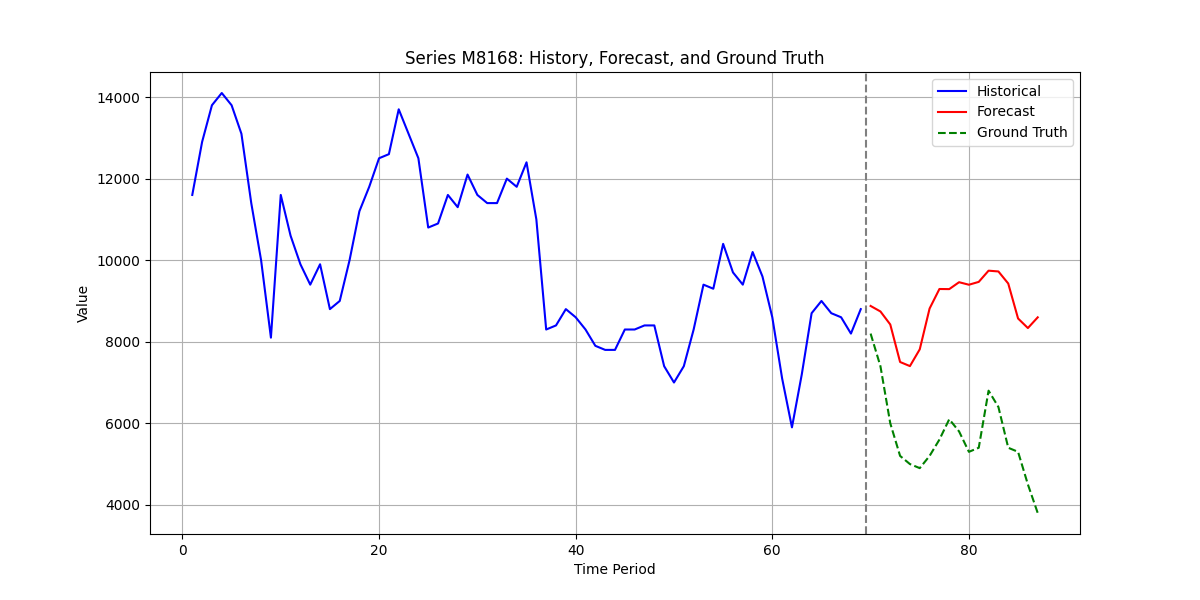 Series M8168: History, Forecast, and Ground Truth
Historical
Forecast
Ground Truth
14000
12000
10000
8000
6000
4000
Value
0
20
40
60
80
Time Period